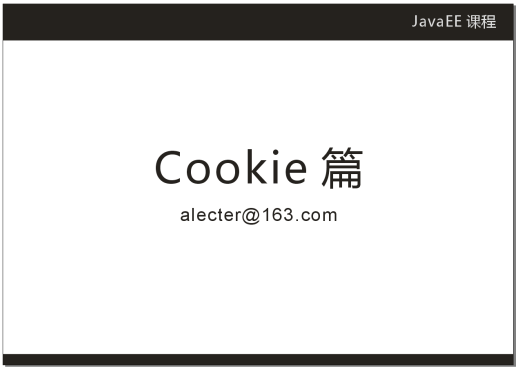 JavaEE 课程
Cookie 篇
alecter@163.com